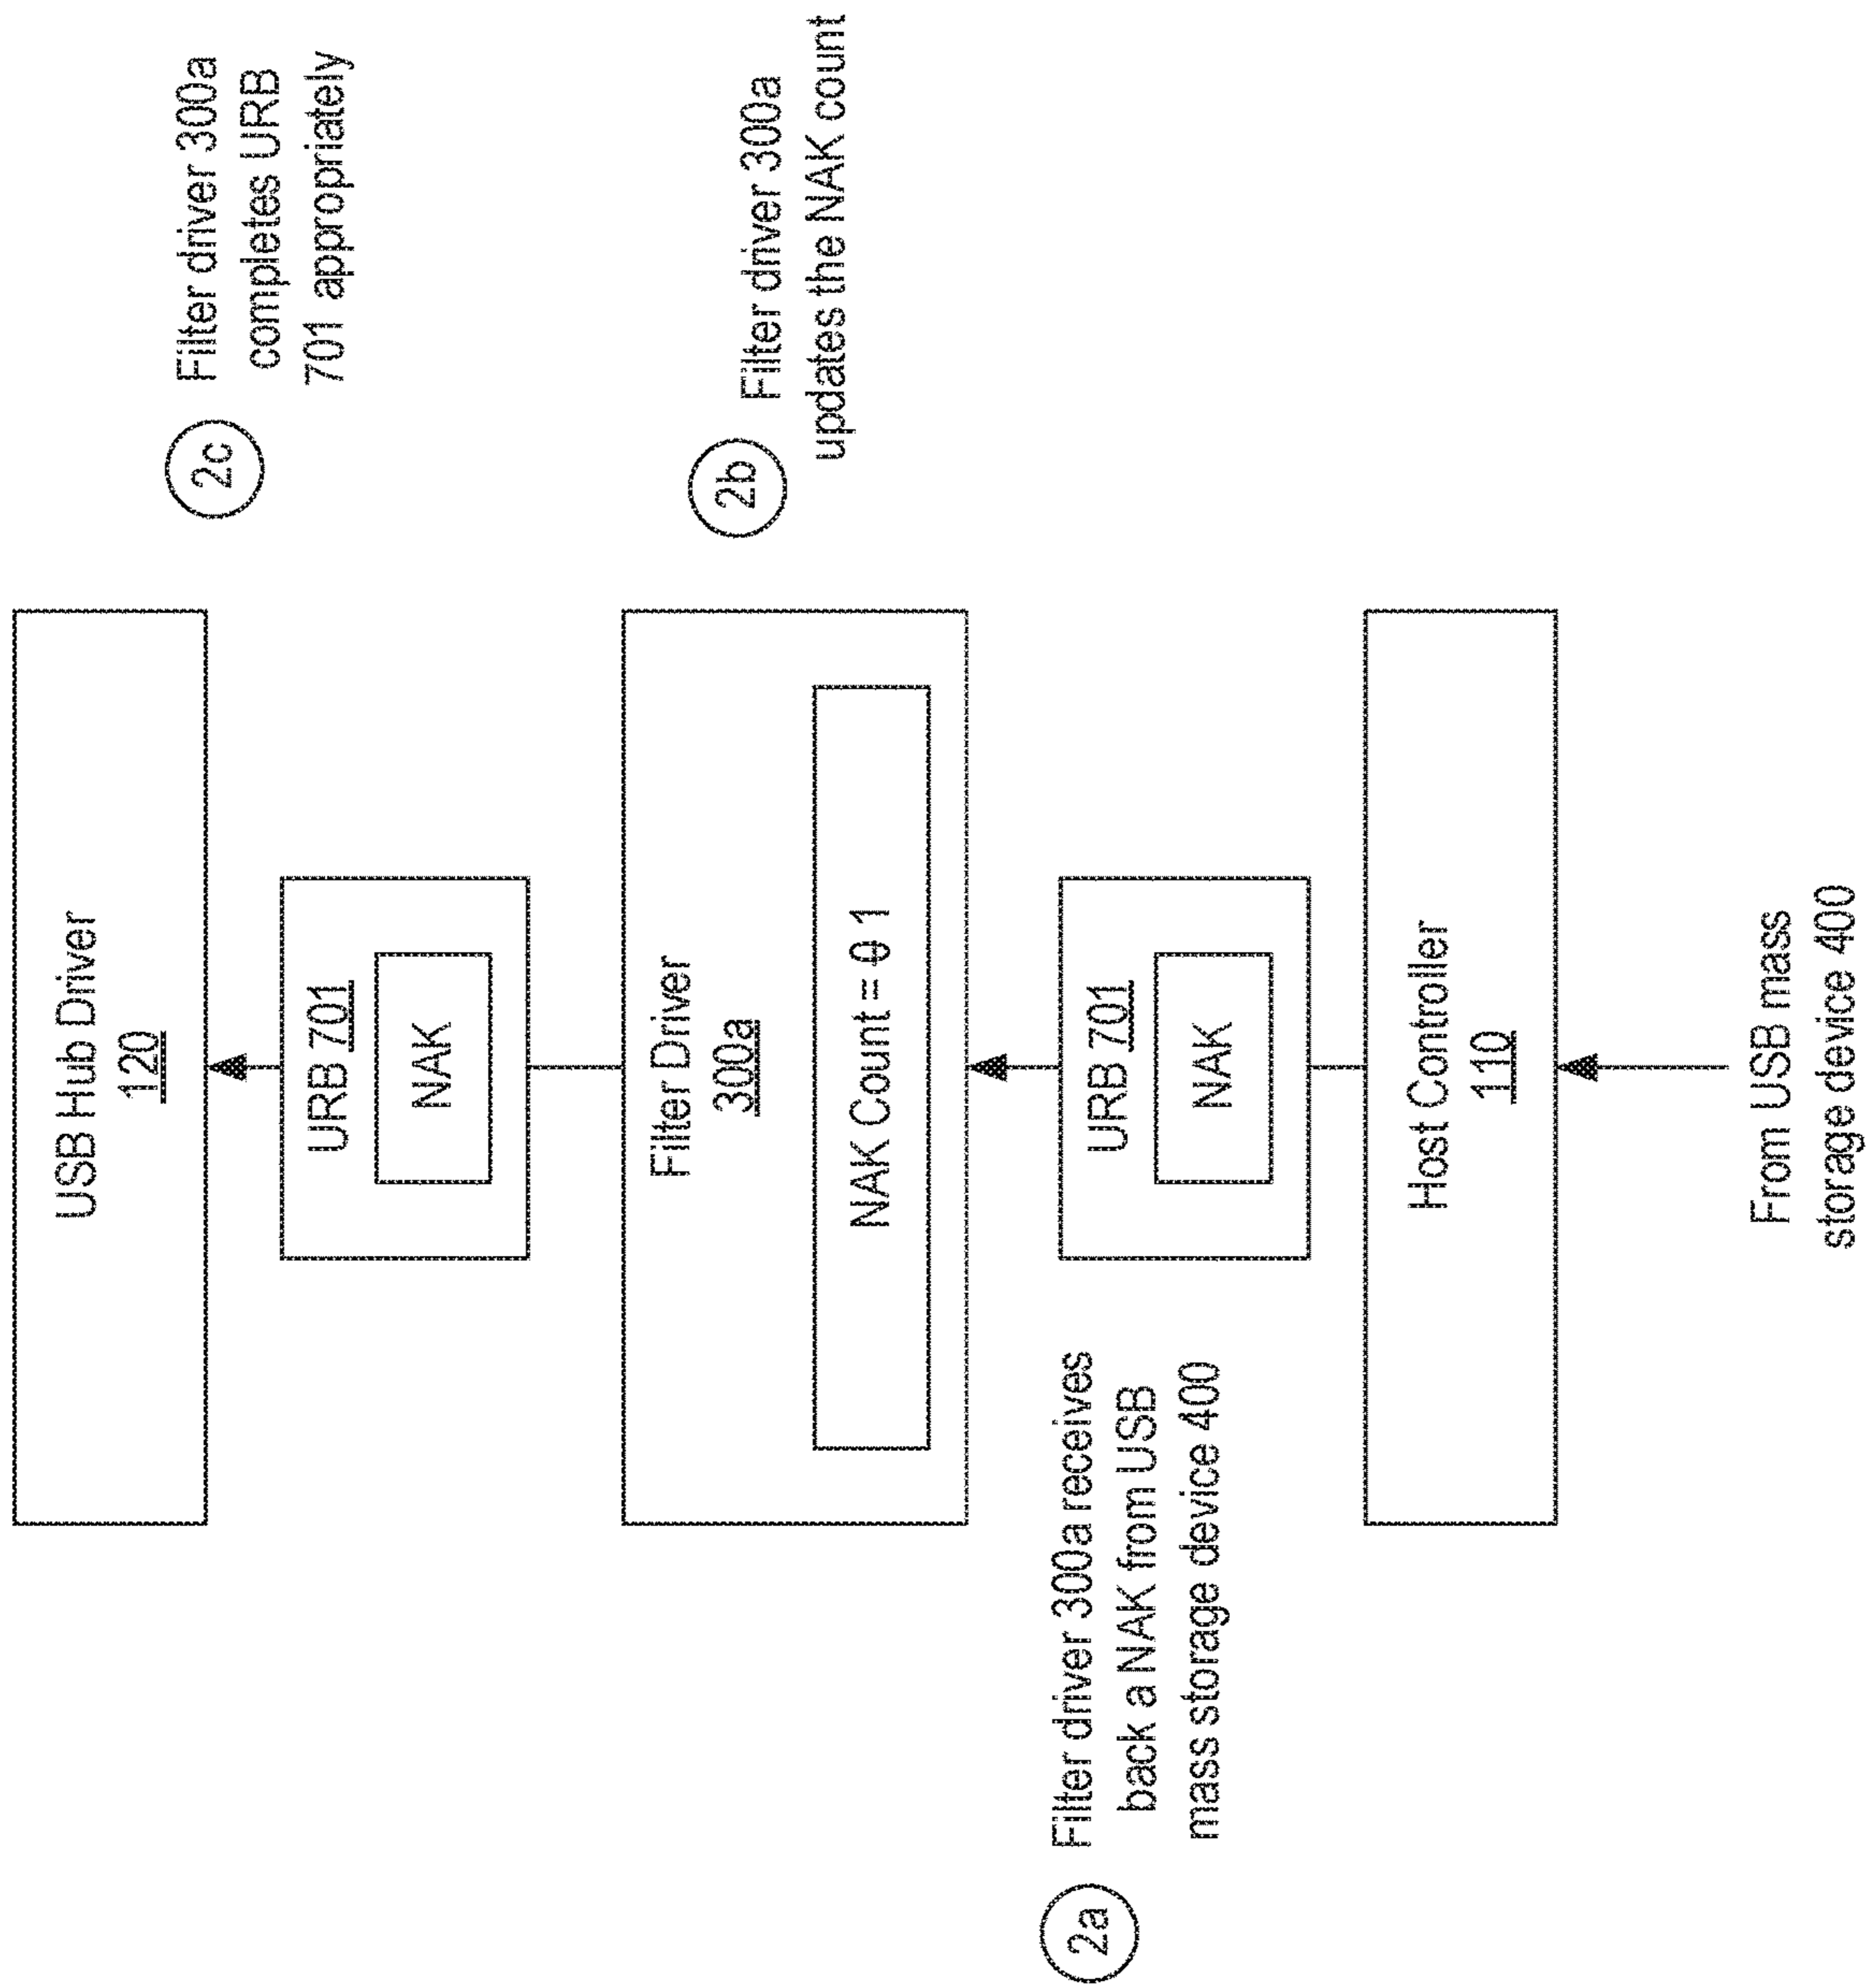 USB Hub Driver
120
2c
Filter driver 300a
completes URB
701 appropriately
URB 701
NAK
Filter Driver
300a
NAK Count = 0 1
2b
Filter driver 300a
updates the NAK count
2a
Filter driver 300a receives
back a NAK from USB
mass storage device 400
URB 701
NAK
Host Controller
110
From USB mass
storage device 400